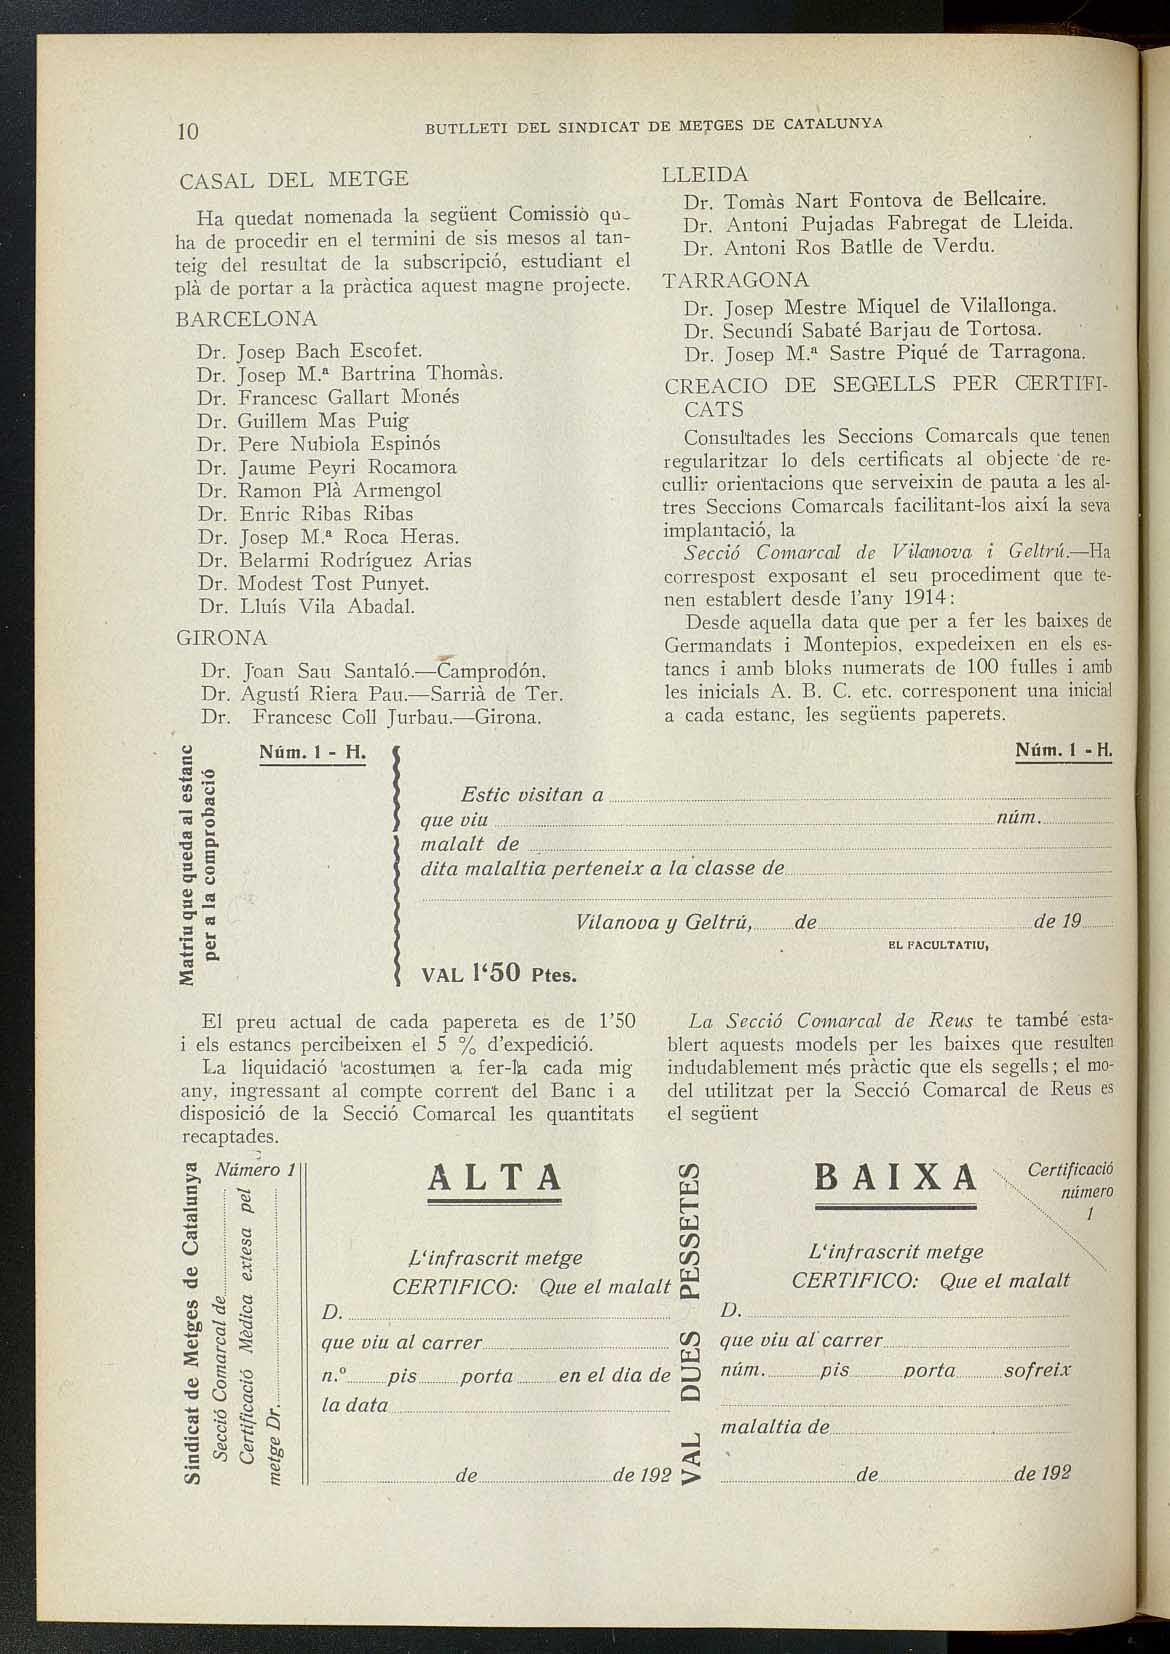 10
BUTLLETI DEL SINDICAT DE METGES DE CATALUNYA
CASAL DEL METGE
Ha quedat nomenada la següent Comissió qu
ha de procedir en el termini de sis mesos al tan-
teig del resultat de la subscripció, estudiant el
plà de portar a la pràctica aquest magne projecte.
BARCELONA
Dr. Josep Bach Escofet.
Dr. Josep M.ª Bartrina Thomàs.
Dr. Francesc Gallart Monés
Dr. Guillem Mas Puig
Dr. Pere Nubiola Espinós
Dr. Jaume Peyri Rocamora
Dr. Ramon Plà Armengol
Dr. Enric Ribas Ribas
Dr. Josep M.ª Roca Heras.
Dr. Belarmi Rodríguez Arias
Dr. Modest Tost Punyet.
Dr. Lluís Vila Abadal.
GIRONA
Dr. Joan Sau Santaló.—Camprodón.
Dr. Agustí Riera Pau.—Sarrià de Ter.
Dr. Francesc Coll Jurbau.—Girona.
LLEIDA
Dr. Tomàs Nart Fontova de Bellcaire.
Dr. Antoni Pujadas Fabregat de Lleida.
Dr. Antoni Ros Batlle de Verdu.
TARRAGONA
Dr. Josep Mestre Miquel de Vilallonga.
Dr. Secundí Sabaté Barjau de Tortosa.
Dr. Josep M.ª Sastre Piqué de Tarragona.
CREACIO DE SEGELLS PER CERTIFI-
CATS
Consultades les Seccions Comarcals que tenen
regularitzar lo dels certificats al objecte de re-
cullir orientacions que serveixin de pauta a les al-
tres Seccions Comarcals facilitant-los així la seva
implantació, la
Secció Comarcal de Vilanova i Geltrú.—Ha
correspost exposant el seu procediment que te-
nen establert desde l'any 1914:
Desde aquella data que per a fer les baixes de
Germandats i Montepios, expedeixen en els es-
tancs i amb bloks numerats de 100 fulles i amb
les inicials A. B. C. etc. corresponent una inicial
a cada estanc, les següents paperets.
Matriu que queda al estanc
per a la comprobació
Núm. 1 - H.
Núm. 1 - H.
Estic visitan a
que viu núm.
malalt de
dita malaltia perteneix a la classe de
Vilanova y Geltrú, de de 19
EL FACULTATIU,
VAL 1'50 Ptes.
El preu actual de cada papereta es de 1'50
i els estancs percibeixen el 5 % d'expedició.
La liquidació acostumen a fer-la cada mig
any, ingressant al compte corrent del Banc i a
disposició de la Secció Comarcal les quantitats
recaptades.
La Secció Comarcal de Reus te també esta-
blert aquests models per les baixes que resulten
indudablement més pràctic que els segells; el mo-
del utilitzat per la Secció Comarcal de Reus es
el següent
Sindicat de Metges de Catalunya
Secció Comarcal de
Certificació Mèdica extesa pel
metge Dr.
Número 1
ALTA
L'infrascrit metge
CERTIFICO: Que el malalt
D.
que viu al carrer
n.º pis porta en el dia de
la data
de de 192
VAL DUES PESSSETES
BAIXA
Certificació
número
1
L'infrascrit metge
CERTIFICO: Que el malalt
D.
que viu al carrer
núm. pis porta sofreix
malaltia de
de de 192